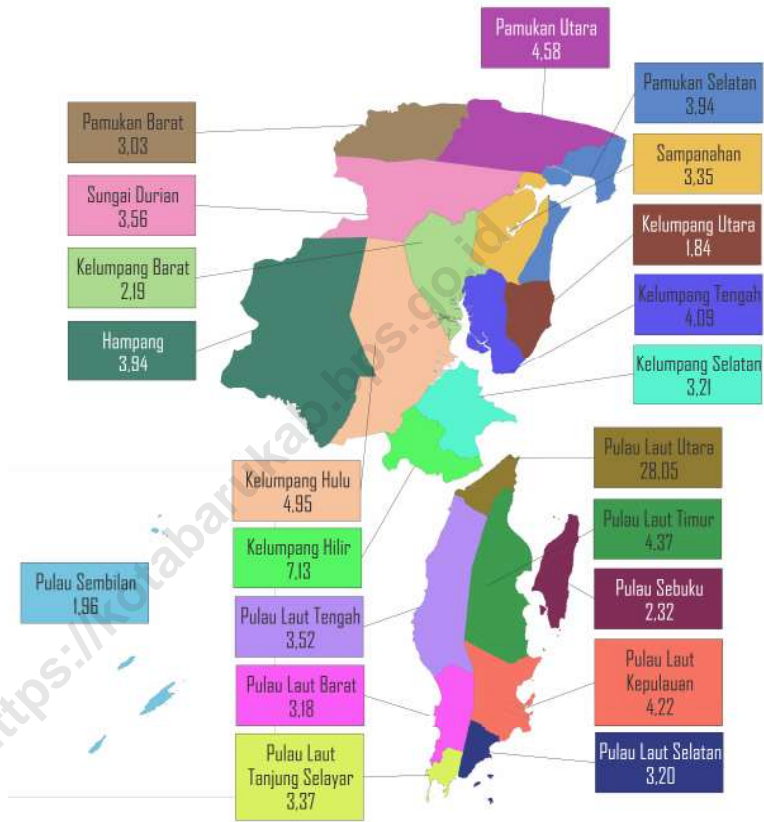 Pamukan Utara
4,58
Pamukan Selatan
3,94
Pamukan Barat
3,03
Sampanahan
3,35
Sungai Durian
3,56
Kelumpang Utara
1,84
Kelumpang Barat
2,19
Kelumpang Tengah
4,09
Hampang
3,94
Kelumpang Selatan
3,21
Pulau Laut Utara
28,05
Kelumpang Hulu
4,95
Pulau Laut Timur
4,37
Kelumpang Hilir
7,13
Pulau Sembilan
1,96
Pulau Sebuku
2,32
Pulau Laut Tengah
3,52
Pulau Laut
Kepulauan
4,22
Pulau Laut Barat
3,18
Pulau Laut Selatan
3,20
Pulau Laut
Tanjung Selayar
3,37
https://kotabarukab.bps.go.id